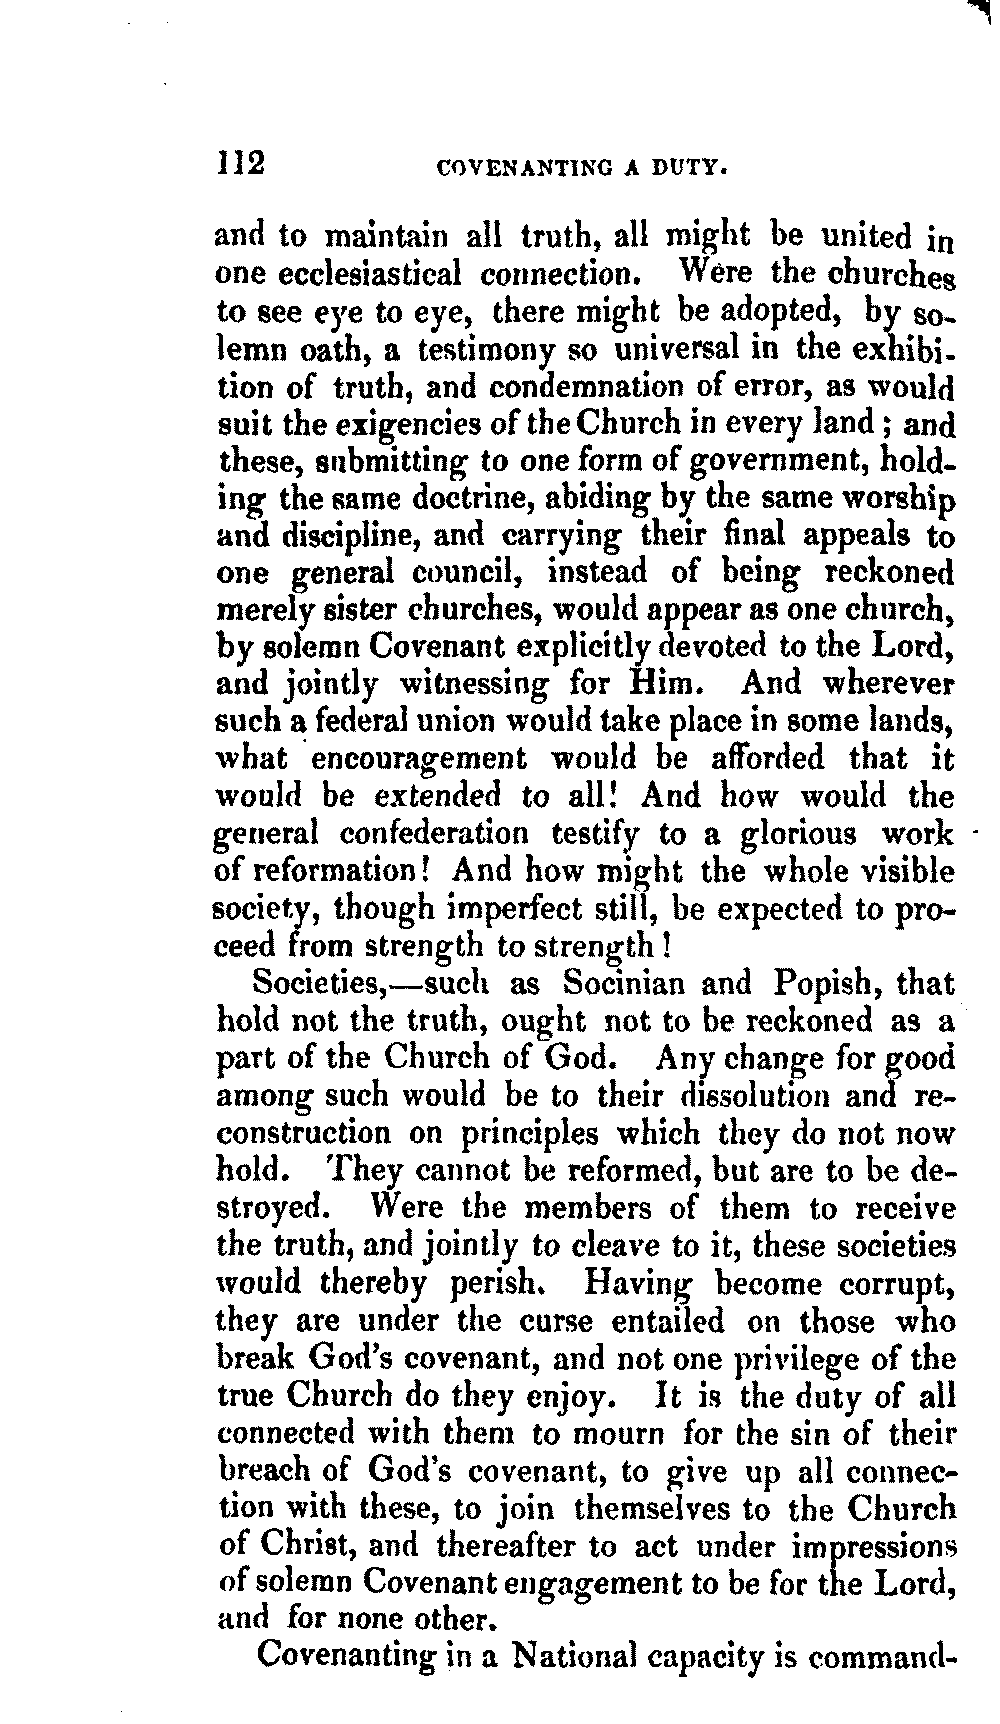 112 COVENANTING A DUTY.
and to maintain all truth, all might be united in
one ecclesiastical connection. Were the churches
to see eye to eye, there might be adopted, by so-
lemn oath, a testimony so universal in the exhibi-
tion of truth, and condemnation of error, as would
suit the exigencies of the Church in every land; and
these, submitting to one form of government, hold-
ing the same doctrine, abiding by the same worship
and discipline, and carrying their final appeals to
one general council, instead of being reckoned
merely sister churches, would appear as one church,
by solemn Covenant explicitly devoted to the Lord,
and jointly witnessing for Him. And wherever
such a federal union would take place in some lands,
what encouragement would be afforded that it
would be extended to all! And how would the
general confederation testify to a glorious work
of reformation! And how might the whole visible
society, though imperfect still, be expected to pro-
ceed from strength to strength!
Societies,—such as Socinian and Popish, that
hold not the truth, ought not to be reckoned as a
part of the Church of God. Any change for good
among such would be to their dissolution and re-
construction on principles which they do not now
hold. They cannot be reformed, but are to be de-
stroyed. Were the members of them to receive
the truth, and jointly to cleave to it, these societies
would thereby perish. Having become corrupt,
they are under the curse entailed on those who
break God's covenant, and not one privilege of the
true Church do they enjoy. It is the duty of all
connected with them to mourn for the sin of their
breach of God's covenant, to give up all connec-
tion with these, to join themselves to the Church
of Christ, and thereafter to act under impressions
of solemn Covenant engagement to be for the Lord,
and for none other.
Covenanting in a National capacity is command-